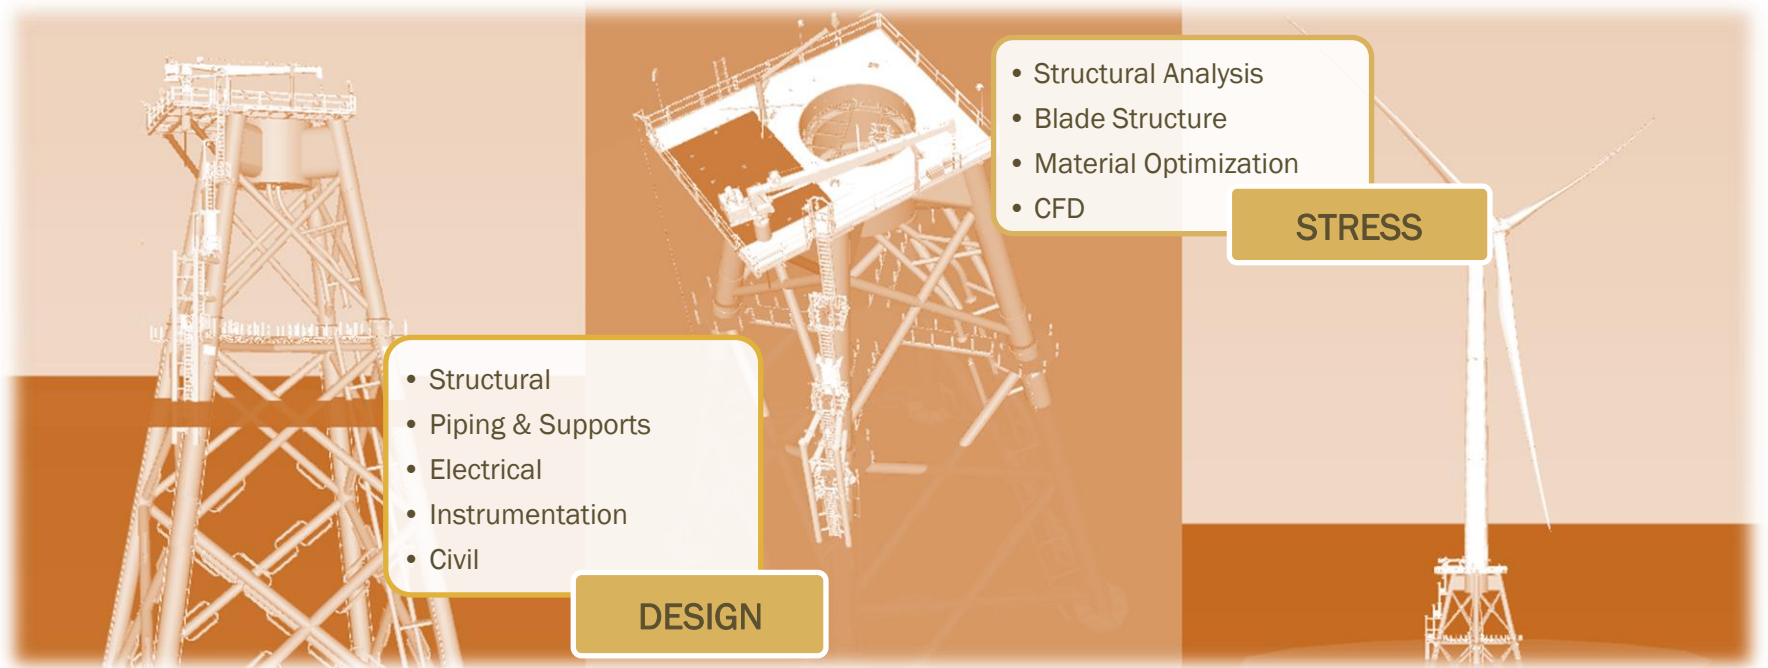 • Structural Analysis
• Blade Structure
• Material Optimization
• CFD
STRESS
• Structural
• Piping & Supports
• Electrical
• Instrumentation
• Civil
DESIGN